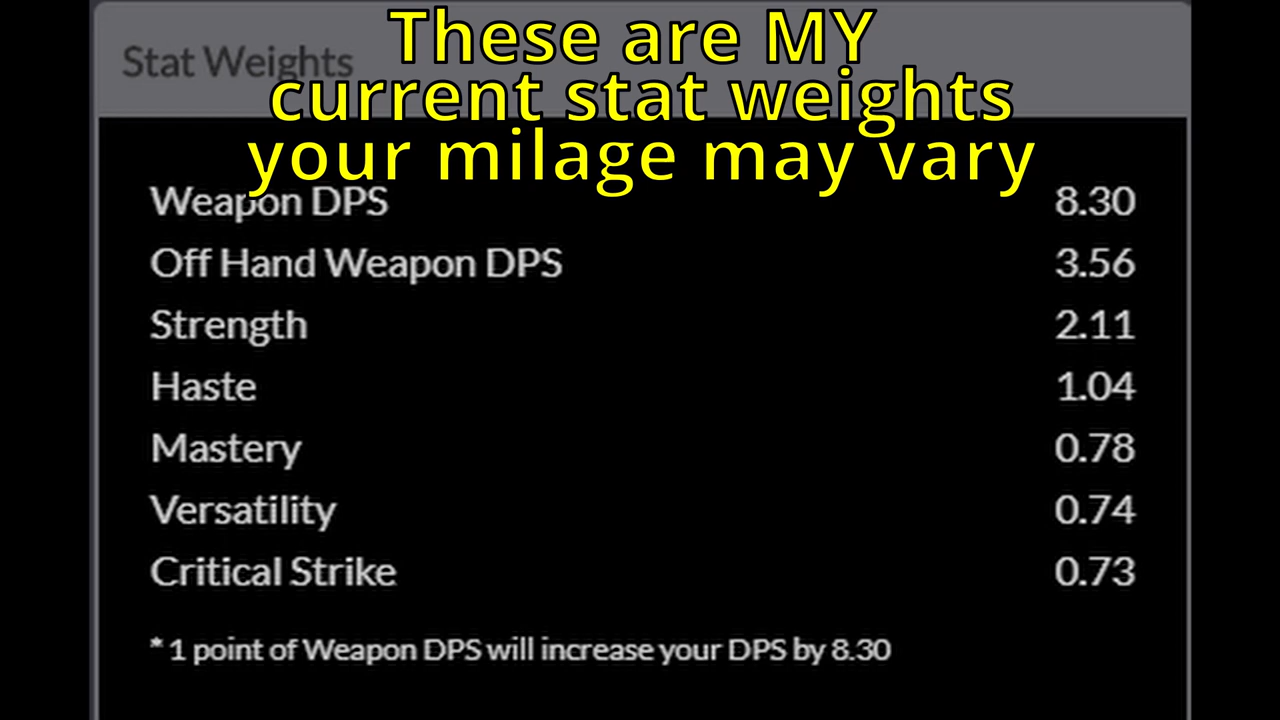 These are MY
current stat weights
your milage may vary
Stat Weights
Weapon DPS 8.30
Off Hand Weapon DPS 3.56
Strength 2.11
Haste 1.04
Mastery 0.78
Versatility 0.74
Critical Strike 0.73
* 1 point of Weapon DPS will increase your DPS by 8.30